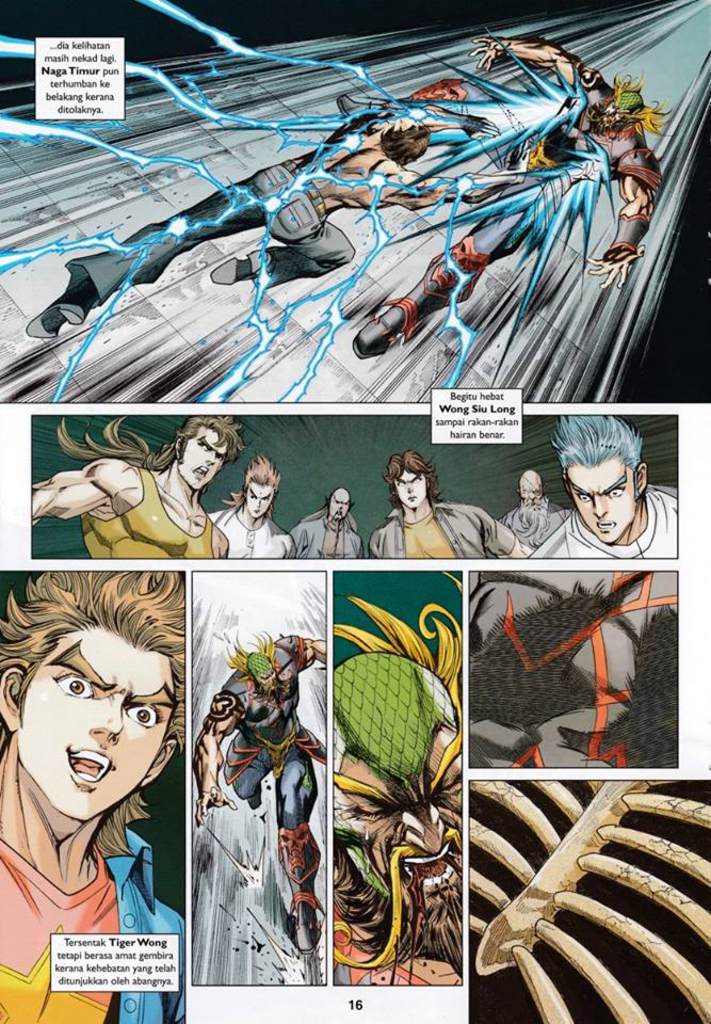 ...dia kelihatan
masih nekad lagi.
Naga Timur pun
terhumban ke
belakang kerana
ditolaknya.
Begitu hebat
Wong Siu Long
sampai rakan-rakan
hairan benar.
Tersentak Tiger Wong
tetapi berasa amat gembira
kerana kehebatan yang telah
ditunjukkan oleh abangnya.
16